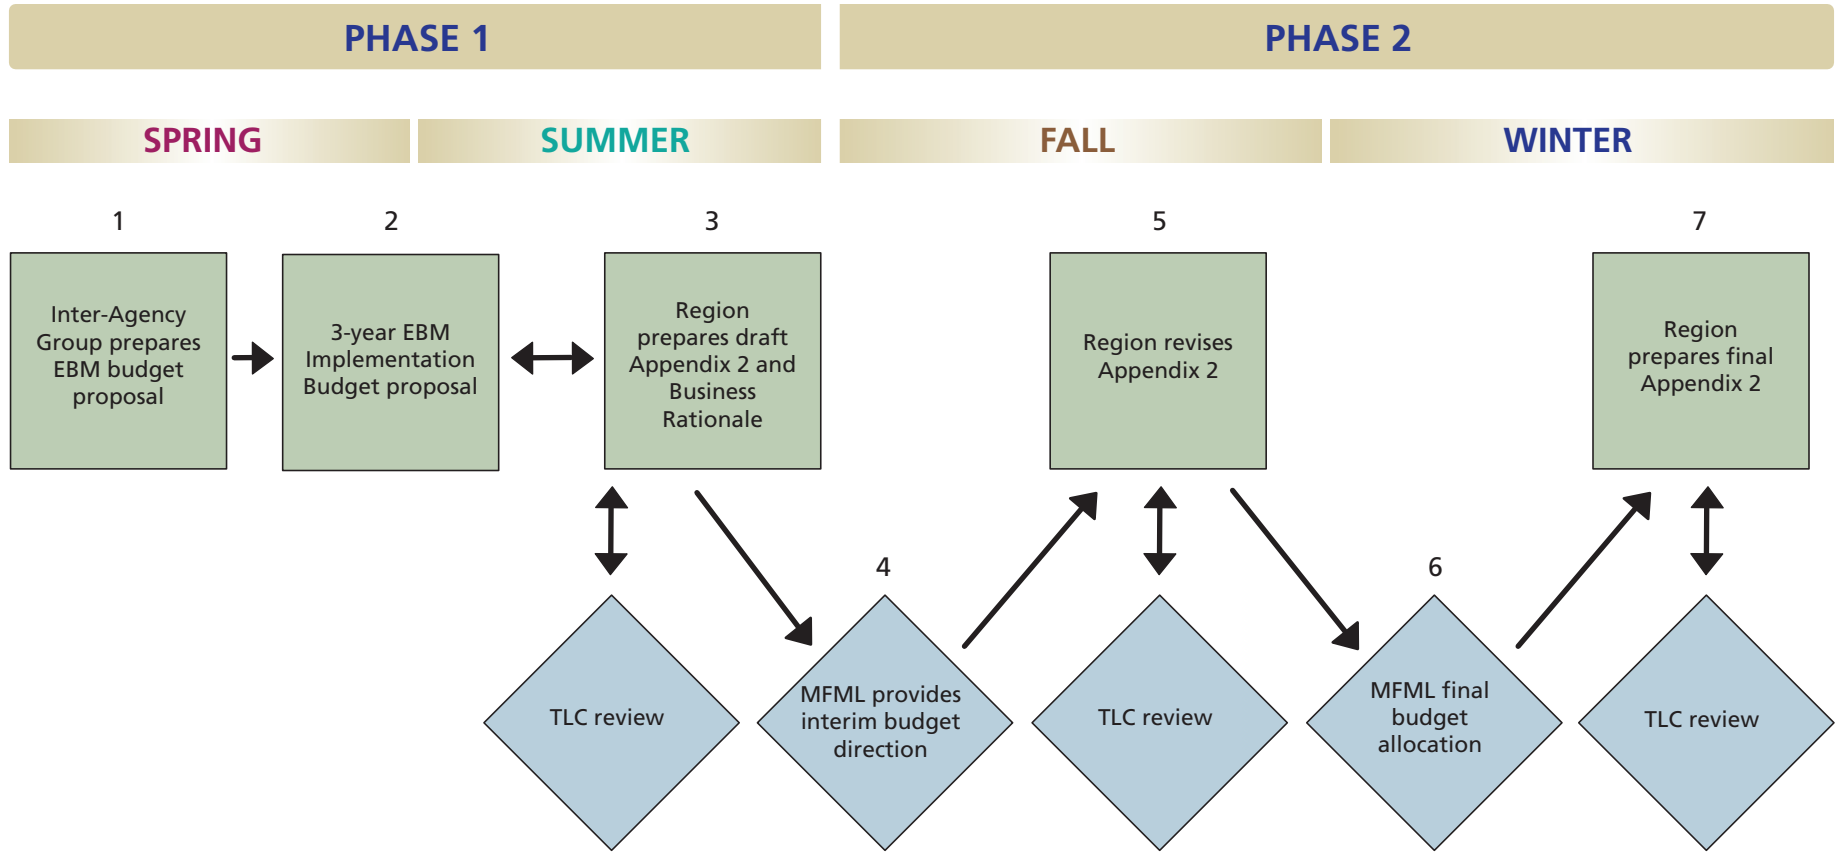 PHASE 1
PHASE 2
SPRING
SUMMER
FALL
WINTER
1
Inter-Agency
Group prepares
EBM budget
proposal
2
3-year EBM
Implementation
Budget proposal
3
Region
prepares draft
Appendix 2 and
Business
Rationale
TLC review
4
MFML provides
interim budget
direction
5
Region revises
Appendix 2
TLC review
6
MFML final
budget
allocation
7
Region
prepares final
Appendix 2
TLC review